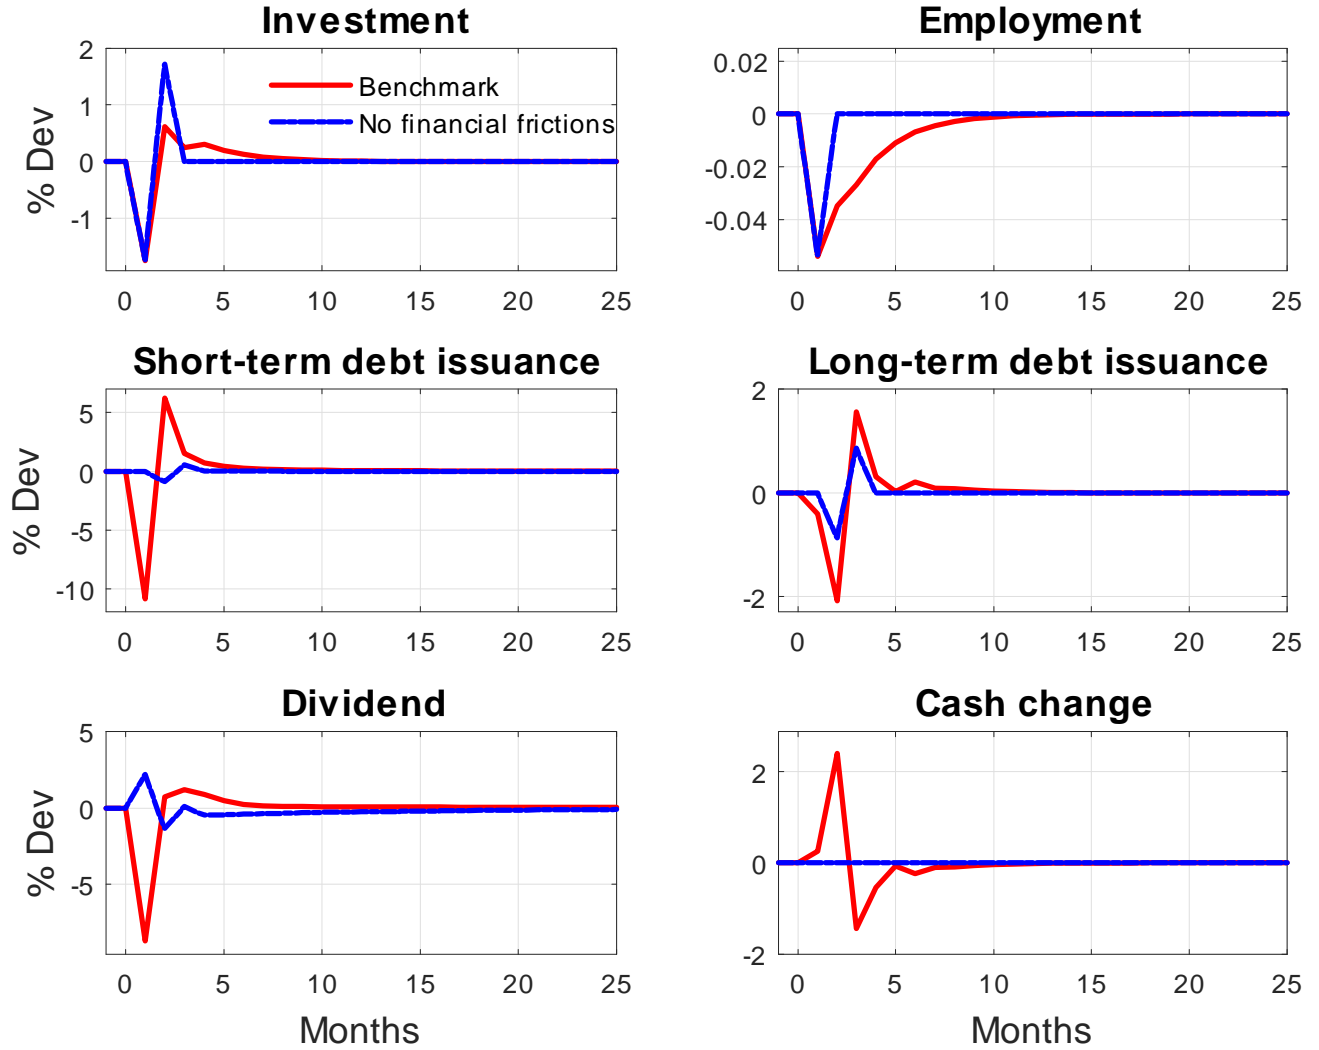 Investment
Employment
% Dev
2
1
0
-1
Benchmark
No financial frictions
0 5 10 15 20 25
0.02
0
-0.02
-0.04
0 5 10 15 20 25
Short-term debt issuance
Long-term debt issuance
% Dev
5
0
-5
-10
0 5 10 15 20 25
2
0
-2
0 5 10 15 20 25
Dividend
Cash change
% Dev
5
0
-5
0 5 10 15 20 25
Months
2
0
-2
0 5 10 15 20 25
Months